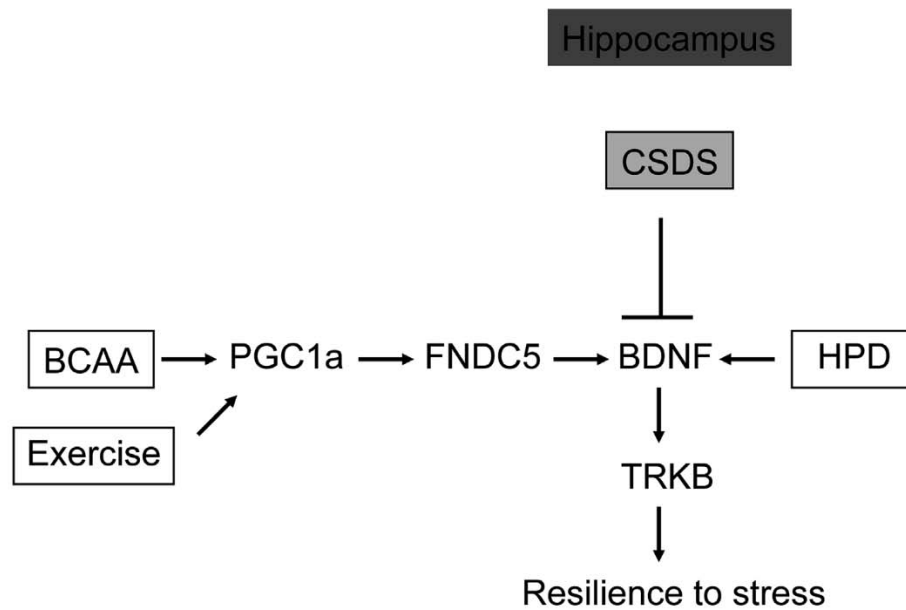 Hippocampus
CSDS
BCAA
PGC1a
FNDC5
BDNF
HPD
Exercise
TRKB
Resilience to stress